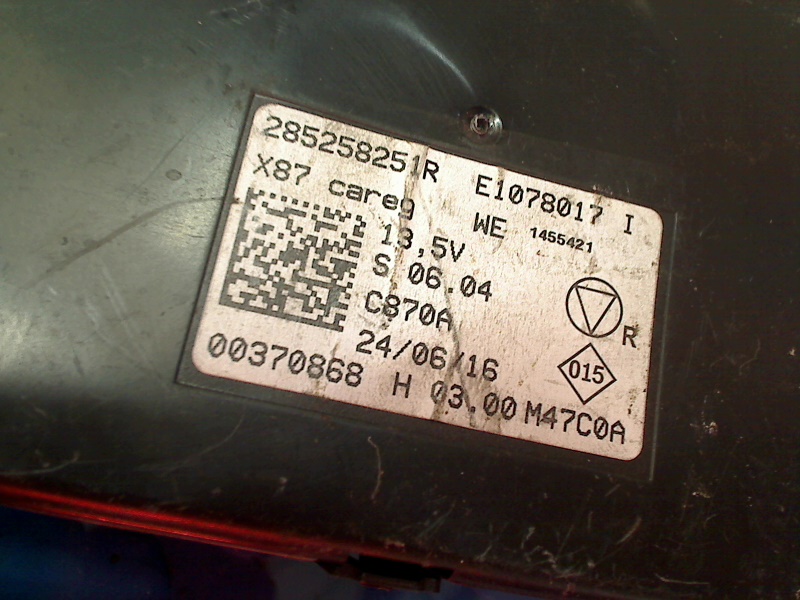 285258251R E1078017 I
X87 careg WE 1455421
13,5V
S 06.04
C870A R
24/06/16 015
00370868 H 03.00 M47C0A